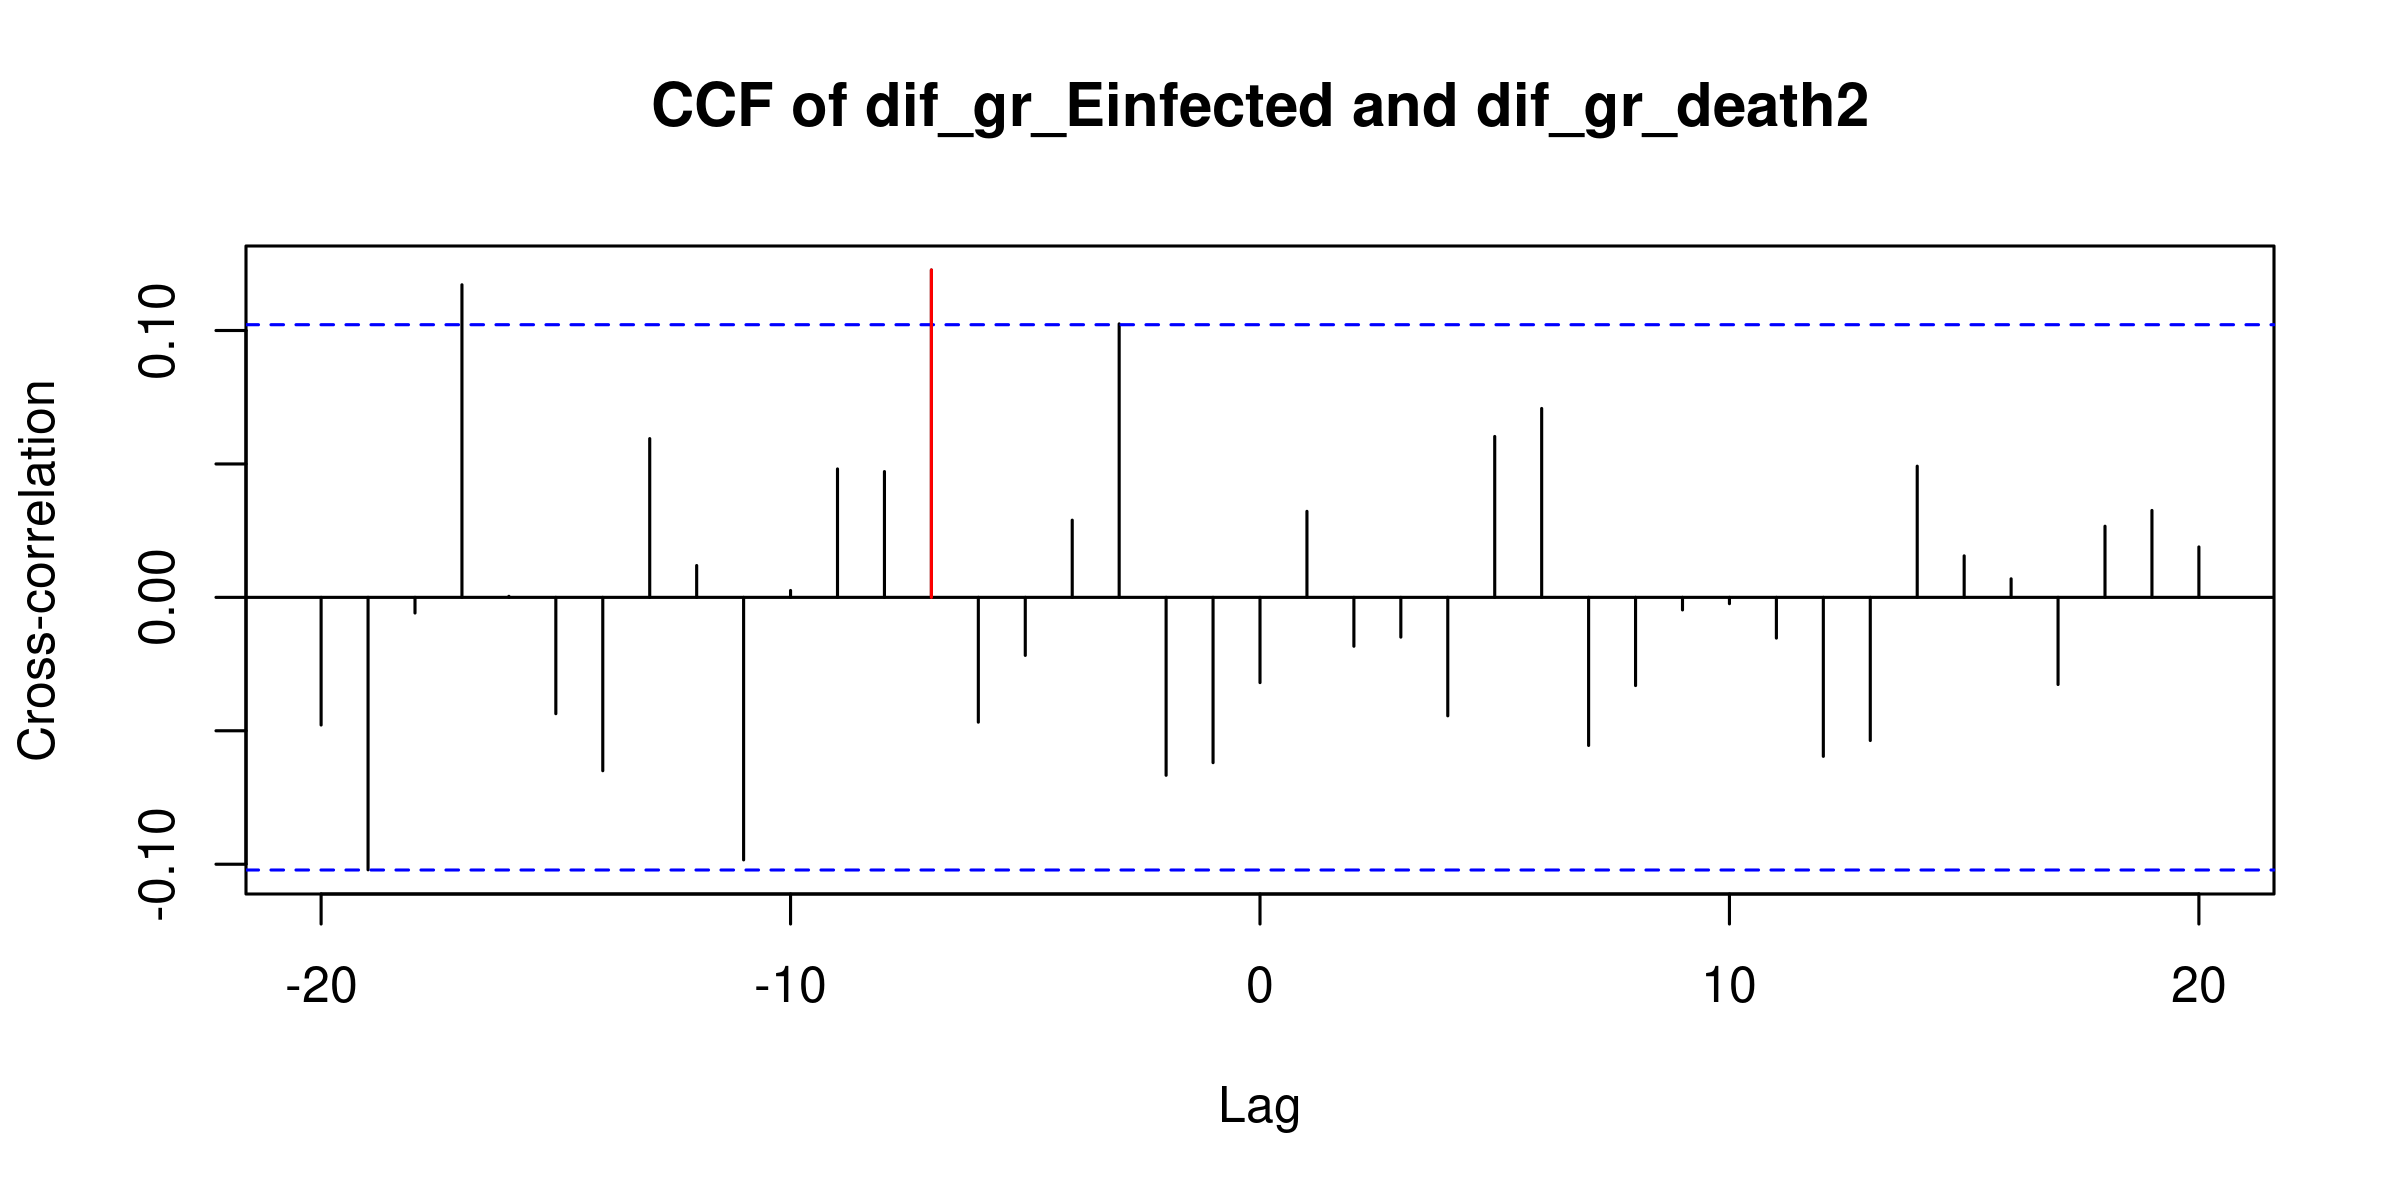 CCF of dif_gr_Einfected and dif_gr_death2
Cross-correlation
0.10
0.00
-0.10
-20 -10 0 10 20
Lag